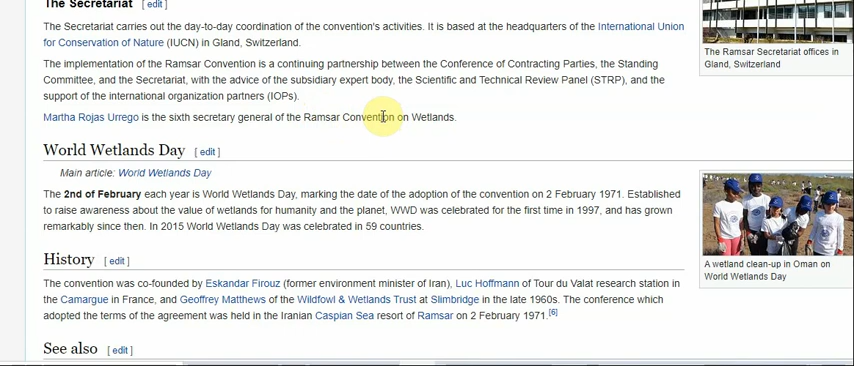 The Secretariat [ edit ]
The Secretariat carries out the day-to-day coordination of the convention's activities. It is based at the headquarters of the International Union
for Conservation of Nature (IUCN) in Gland, Switzerland.
The implementation of the Ramsar Convention is a continuing partnership between the Conference of Contracting Parties, the Standing
Committee, and the Secretariat, with the advice of the subsidiary expert body, the Scientific and Technical Review Panel (STRP), and the
support of the international organization partners (IOPs).
Martha Rojas Urrego is the sixth secretary general of the Ramsar Convention on Wetlands.
World Wetlands Day [ edit ]
Main article: World Wetlands Day
The 2nd of February each year is World Wetlands Day, marking the date of the adoption of the convention on 2 February 1971. Established
to raise awareness about the value of wetlands for humanity and the planet, WWD was celebrated for the first time in 1997, and has grown
remarkably since then. In 2015 World Wetlands Day was celebrated in 59 countries.
History [ edit ]
The convention was co-founded by Eskandar Firouz (former environment minister of Iran), Luc Hoffmann of Tour du Valat research station in
the Camargue in France, and Geoffrey Matthews of the Wildfowl & Wetlands Trust at Slimbridge in the late 1960s. The conference which
adopted the terms of the agreement was held in the Iranian Caspian Sea resort of Ramsar on 2 February 1971.[6]
See also [ edit ]
The Ramsar Secretariat offices in
Gland, Switzerland
A wetland clean-up in Oman on
World Wetlands Day